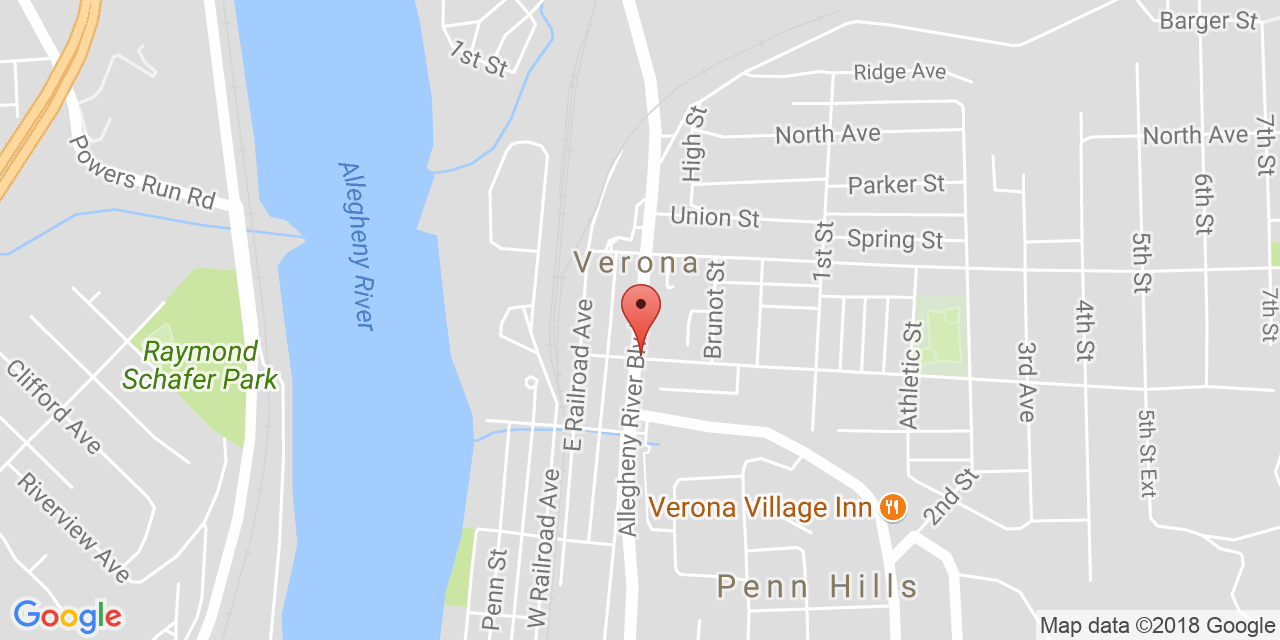 Barger St
1st St
Ridge Ave
North Ave
North Ave
7th St
High St
Powers Run Rd
Parker St
6th St
Allegheny River
Union St
Spring St
1st St
5th St
Verona
Brunot St
7th St
4th St
E Railroad Ave
Raymond
Schafer Park
Athletic St
3rd Ave
Clifford Ave
Allegheny River Bl
5th St Ext
Riverview Ave
W Railroad Ave
Verona Village Inn
2nd St
Penn St
Penn Hills
Google
Map data ©2018 Google